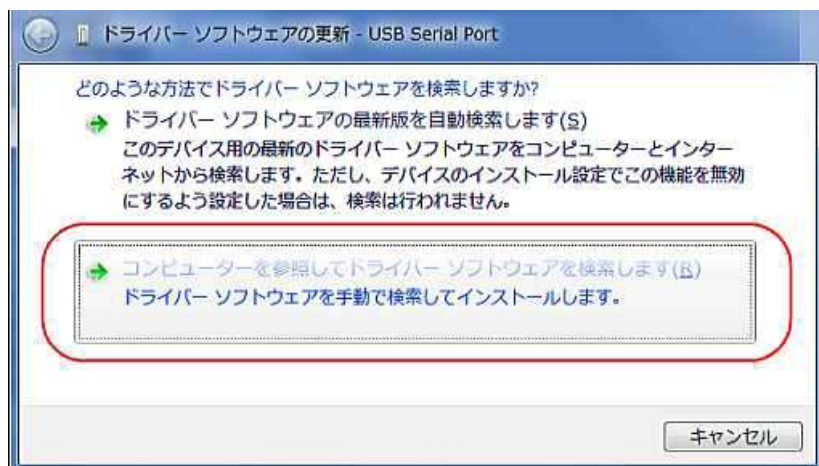 ドライバー ソフトウェアの更新 - USB Serial Port
どのような方法でドライバー ソフトウェアを検索しますか?
ドライバー ソフトウェアの最新版を自動検索します(S)
このデバイス用の最新のドライバー ソフトウェアをコンピューターとインター
ネットから検索します。ただし、デバイスのインストール設定でこの機能を無効
にするよう設定した場合は、検索は行われません。
コンピューターを参照してドライバー ソフトウェアを検索します(R)
ドライバー ソフトウェアを手動で検索してインストールします。
キャンセル